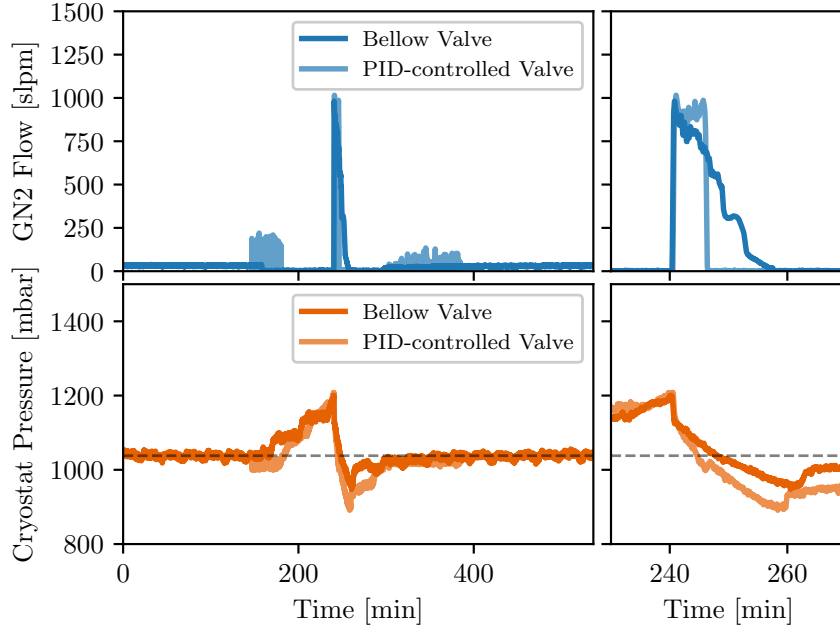 GN2 Flow [slpm]
1500
1250
1000
750
500
250
0
Bellow Valve
PID-controlled Valve
Cryostat Pressure [mbar]
1400
1200
1000
800
Bellow Valve
PID-controlled Valve
0
200
400
240
260
Time [min]
Time [min]